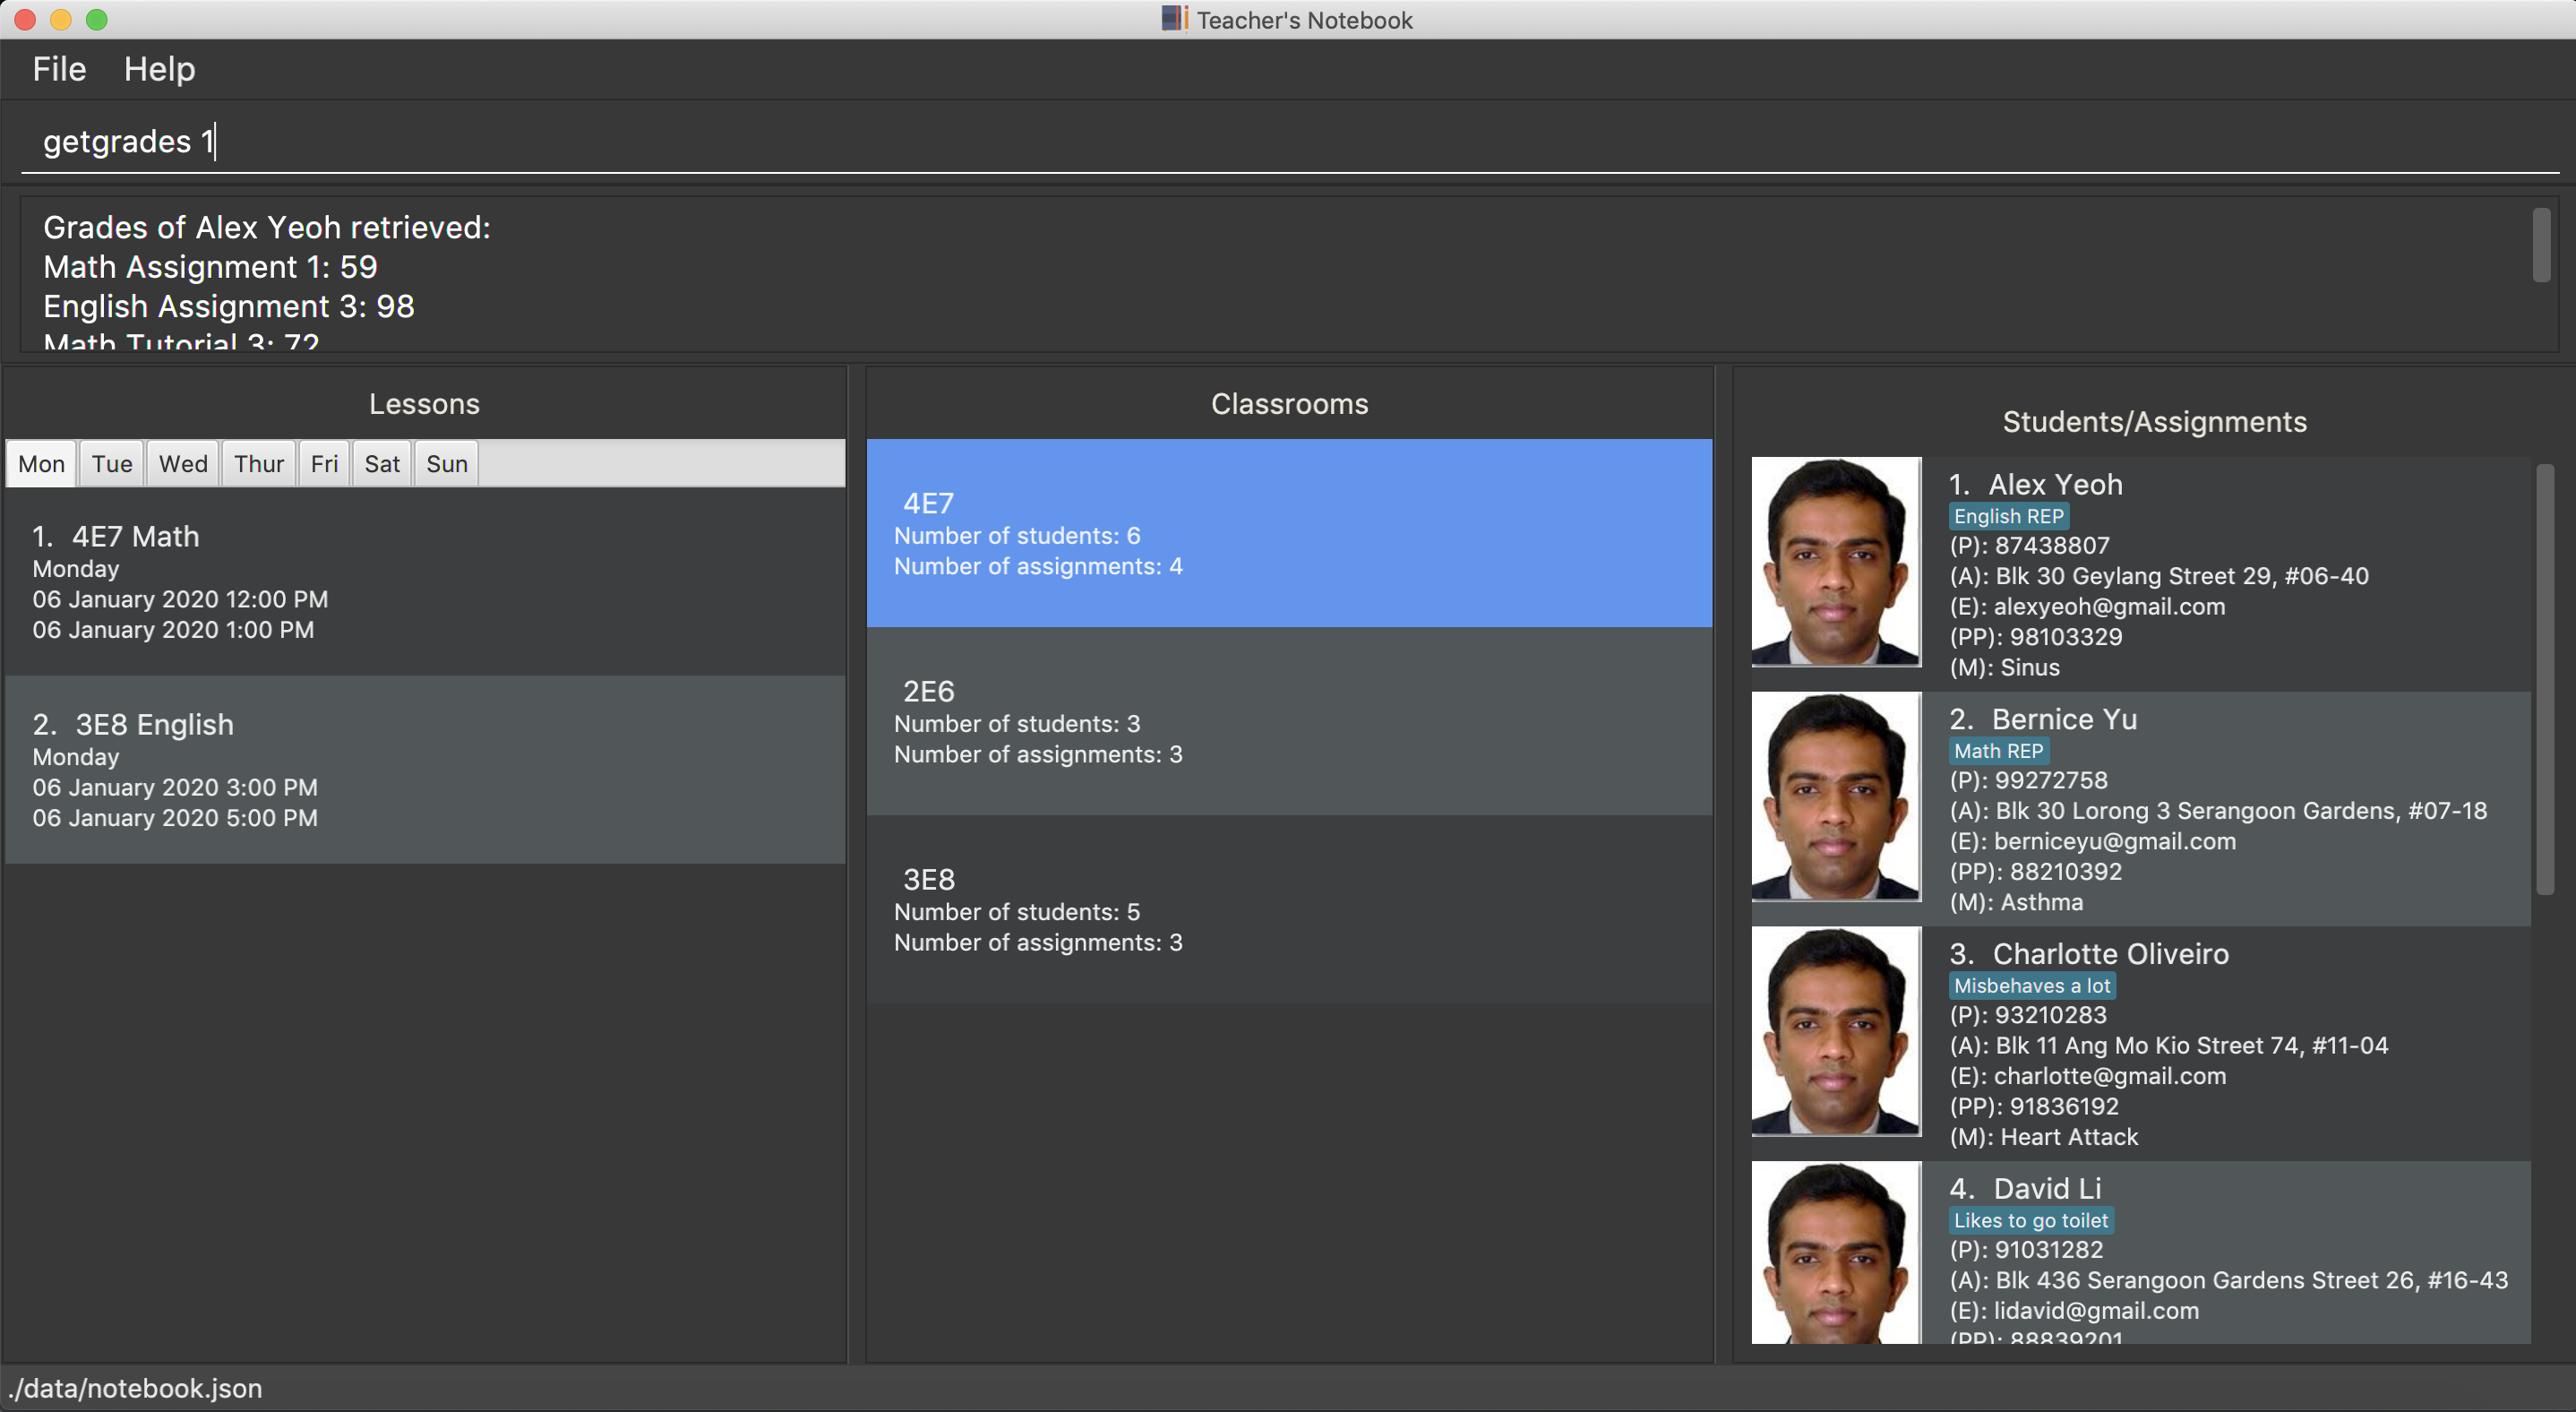 Teacher's Notebook
File Help
getgrades 1
Grades of Alex Yeoh retrieved:
Math Assignment 1: 59
English Assignment 3: 98
Math Tutorial 3: 72
Lessons
Mon Tue Wed Thur Fri Sat Sun
1. 4E7 Math
Monday
06 January 2020 12:00 PM
06 January 2020 1:00 PM
2. 3E8 English
Monday
06 January 2020 3:00 PM
06 January 2020 5:00 PM
Classrooms
4E7
Number of students: 6
Number of assignments: 4
2E6
Number of students: 3
Number of assignments: 3
3E8
Number of students: 5
Number of assignments: 3
Students/Assignments
1. Alex Yeoh
English REP
(P): 87438807
(A): Blk 30 Geylang Street 29, #06-40
(E): alexyeoh@gmail.com
(PP): 98103329
(M): Sinus
2. Bernice Yu
Math REP
(P): 99272758
(A): Blk 30 Lorong 3 Serangoon Gardens, #07-18
(E): berniceyu@gmail.com
(PP): 88210392
(M): Asthma
3. Charlotte Oliveiro
Misbehaves a lot
(P): 93210283
(A): Blk 11 Ang Mo Kio Street 74, #11-04
(E): charlotte@gmail.com
(PP): 91836192
(M): Heart Attack
4. David Li
Likes to go toilet
(P): 91031282
(A): Blk 436 Serangoon Gardens Street 26, #16-43
(E): lidavid@gmail.com
(PP): 88839201
./data/notebook.json